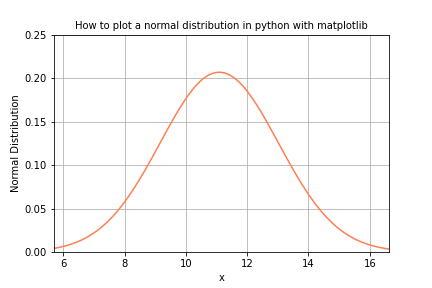 How to plot a normal distribution in python with matplotlib
0.25
0.20
0.15
0.10
0.05
0.00
Normal Distribution
6 8 10 12 14 16
x